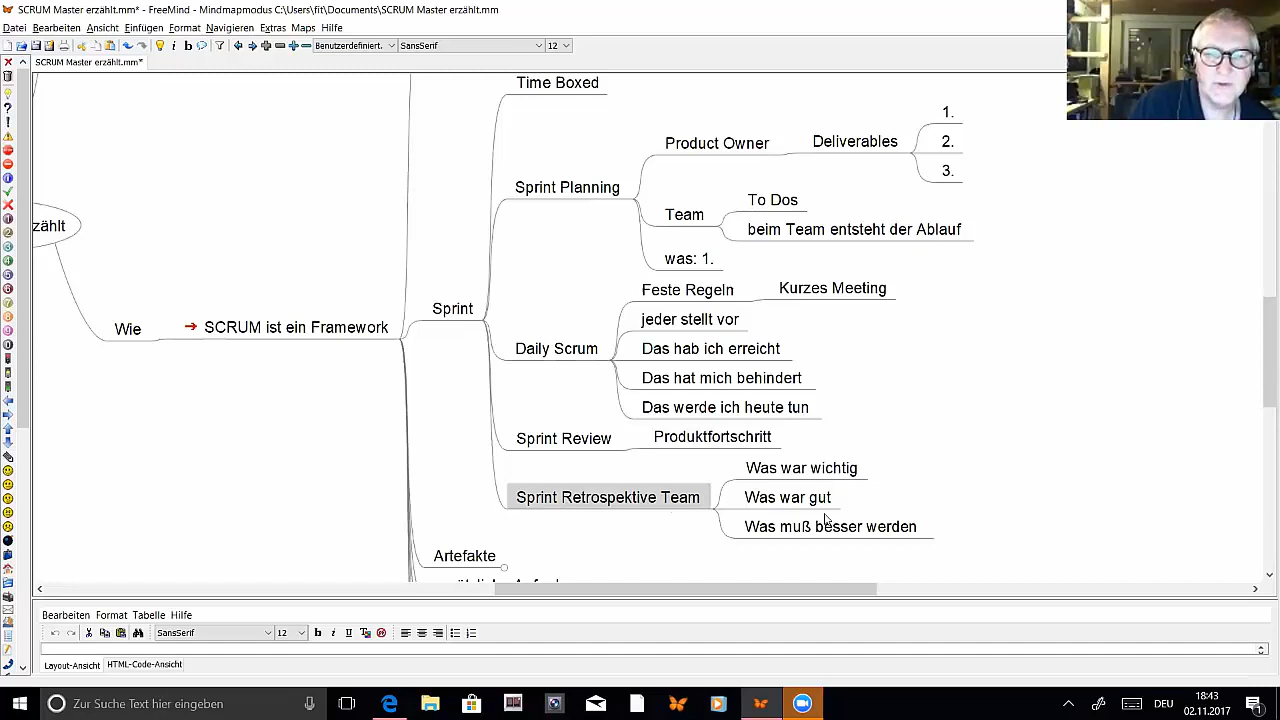 SCRUM Master erzählt.mm* - FreeMind - Mindmapmodus C:\Users\fit\Documents\SCRUM Master erzählt.mm
Datei Bearbeiten Ansicht Einfügen Format Navigieren Extras Maps Hilfe
Benutzerdefiniert. SansSerif 12
SCRUM Master erzählt.mm*
Time Boxed
1.
Product Owner Deliverables 2.
3.
Sprint Planning
To Dos
Team
beim Team entsteht der Ablauf
zählt
was: 1.
Feste Regeln Kurzes Meeting
Sprint
jeder stellt vor
Wie SCRUM ist ein Framework
Daily Scrum Das hab ich erreicht
Das hat mich behindert
Das werde ich heute tun
Sprint Review Produktfortschritt
Was war wichtig
Sprint Retrospektive Team Was war gut
Was muß besser werden
Artefakte
Bearbeiten Format Tabelle Hilfe
SansSerif 12 b i U
Layout-Ansicht HTML-Code-Ansicht
Zur Suche Text hier eingeben
DEU
18:43
02.11.2017